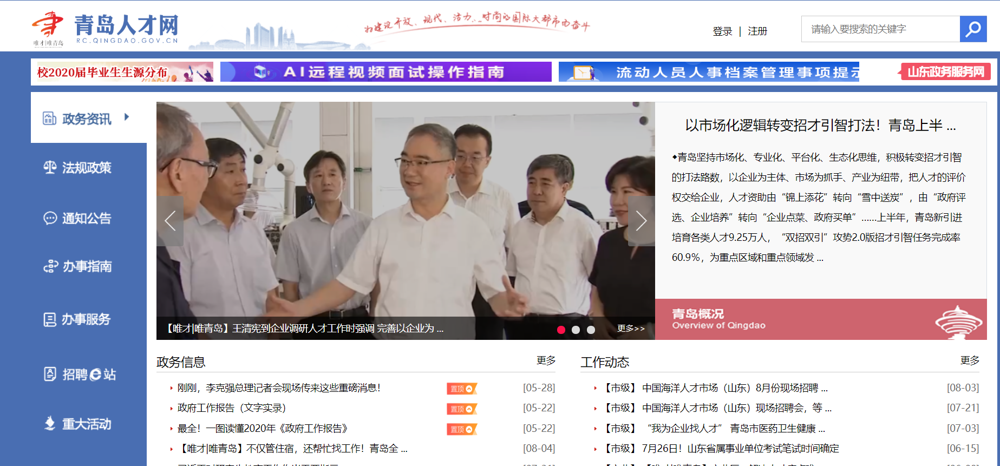 青岛人才网
RC.QINGDAO.GOV.CN
唯才|唯青岛
为建设开放、现代、活力、时尚的国际大都市而奋斗
登录 | 注册
请输入要搜索的关键字
校2020届毕业生生源分布
AI远程视频面试操作指南
流动人员人事档案管理事项提示
山东政务服务网
政务资讯
法规政策
通知公告
办事指南
办事服务
招聘e站
重大活动
【唯才|唯青岛】王清宪到企业调研人才工作时强调 完善以企业为 ...
更多>>
以市场化逻辑转变招才引智打法！青岛上半 ...
◆青岛坚持市场化、专业化、平台化、生态化思维，积极转变招才引智
的打法路数，以企业为主体、市场为抓手、产业为纽带，把人才的评价
权交给企业，人才资助由“锦上添花”转向“雪中送炭”，由“政府评
选、企业培养”转向“企业点菜、政府买单”……上半年，青岛新引进
培育各类人才9.25万人，“双招双引”攻势2.0版招才引智任务完成率
60.9%，为重点区域和重点领域发 ...
青岛概况
Overview of Qingdao
政务信息 更多
刚刚，李克强总理记者会现场传来这些重磅消息！ 置顶 [05-28]
政府工作报告（文字实录） 置顶 [05-22]
最全！一图读懂2020年《政府工作报告》 置顶 [05-22]
【唯才|唯青岛】不仅管住宿，还帮忙找工作！青岛全 ... [08-04]
工作动态 更多
【市级】 中国海洋人才市场（山东）8月份现场招聘 ... [08-03]
【市级】 中国海洋人才市场（山东）现场招聘会，等 ... [07-21]
【市级】 “我为企业找人才” 青岛市医药卫生健康 ... [07-03]
【市级】 7月26日！山东省属事业单位考试笔试时间确定 [06-15]